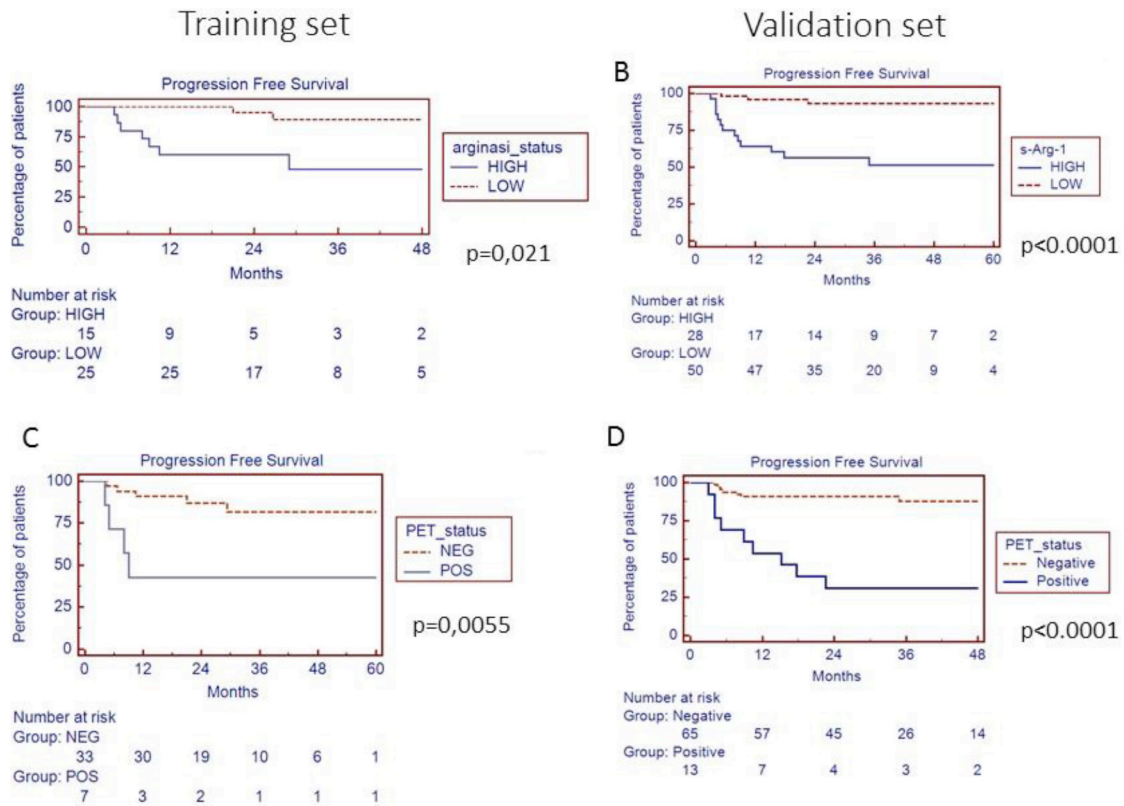 Training set
Validation set
Progression Free Survival
Percentage of patients
100
75
50
25
0
0 12 24 36 48
Months
arginasi_status
HIGH
LOW
p=0,021
Number at risk
Group: HIGH
15 9 5 3 2
Group: LOW
25 25 17 8 5
B
Progression Free Survival
Percentage of patients
100
75
50
25
0
0 12 24 36 48 60
Months
s-Arg-1
HIGH
LOW
p<0.0001
Number at risk
Group: HIGH
28 17 14 9 7 2
Group: LOW
50 47 35 20 9 4
C
Progression Free Survival
Percentage of patients
100
75
50
25
0
0 12 24 36 48 60
Months
PET_status
NEG
POS
p=0,0055
Number at risk
Group: NEG
33 30 19 10 6 1
Group: POS
7 3 2 1 1 1
D
Progression Free Survival
Percentage of patients
100
75
50
25
0
0 12 24 36 48
Months
PET_status
Negative
Positive
p<0.0001
Number at risk
Group: Negative
65 57 45 26 14
Group: Positive
13 7 4 3 2